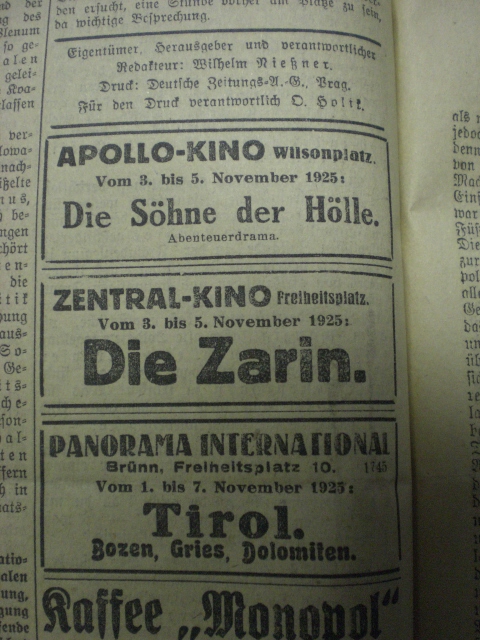 den ersucht, eine Stunde vorher am Platze zu sein,
da wichtige Besprechung.
Eigentümer, Herausgeber und verantwortlicher
Redakteur: Wilhelm Nießner.
Druck: Deutsche Zeitungs-A.-G., Prag.
Für den Druck verantwortlich O. Holik.
APOLLO-KINO Wilsonplatz.
Vom 3. bis 5. November 1925:
Die Söhne der Hölle.
Abenteuerdrama.
ZENTRAL-KINO Freiheitsplatz.
Vom 3. bis 5. November 1925:
Die Zarin.
PANORAMA INTERNATIONAL
Brünn, Freiheitsplatz 10. 1745
Vom 1. bis 7. November 1925:
Tirol.
Bozen, Gries, Dolomiten.
Kaffee „Monopol“